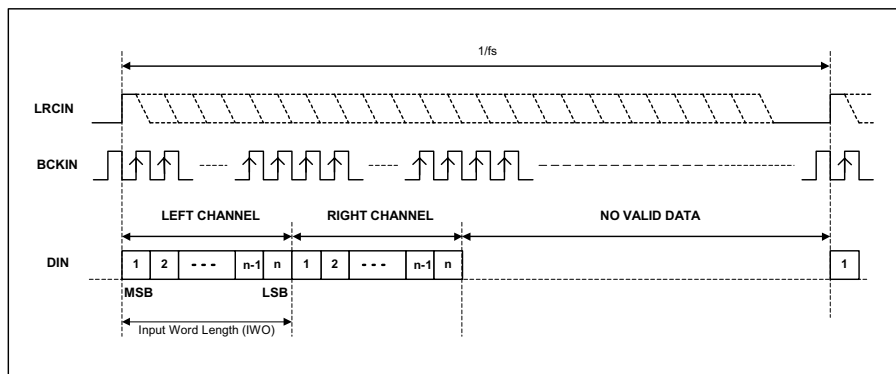 1/fs
LRCIN
BCKIN
LEFT CHANNEL RIGHT CHANNEL NO VALID DATA
DIN 1 2 - - - n-1 n 1 2 - - - n-1 n 1
MSB LSB
Input Word Length (IWO)